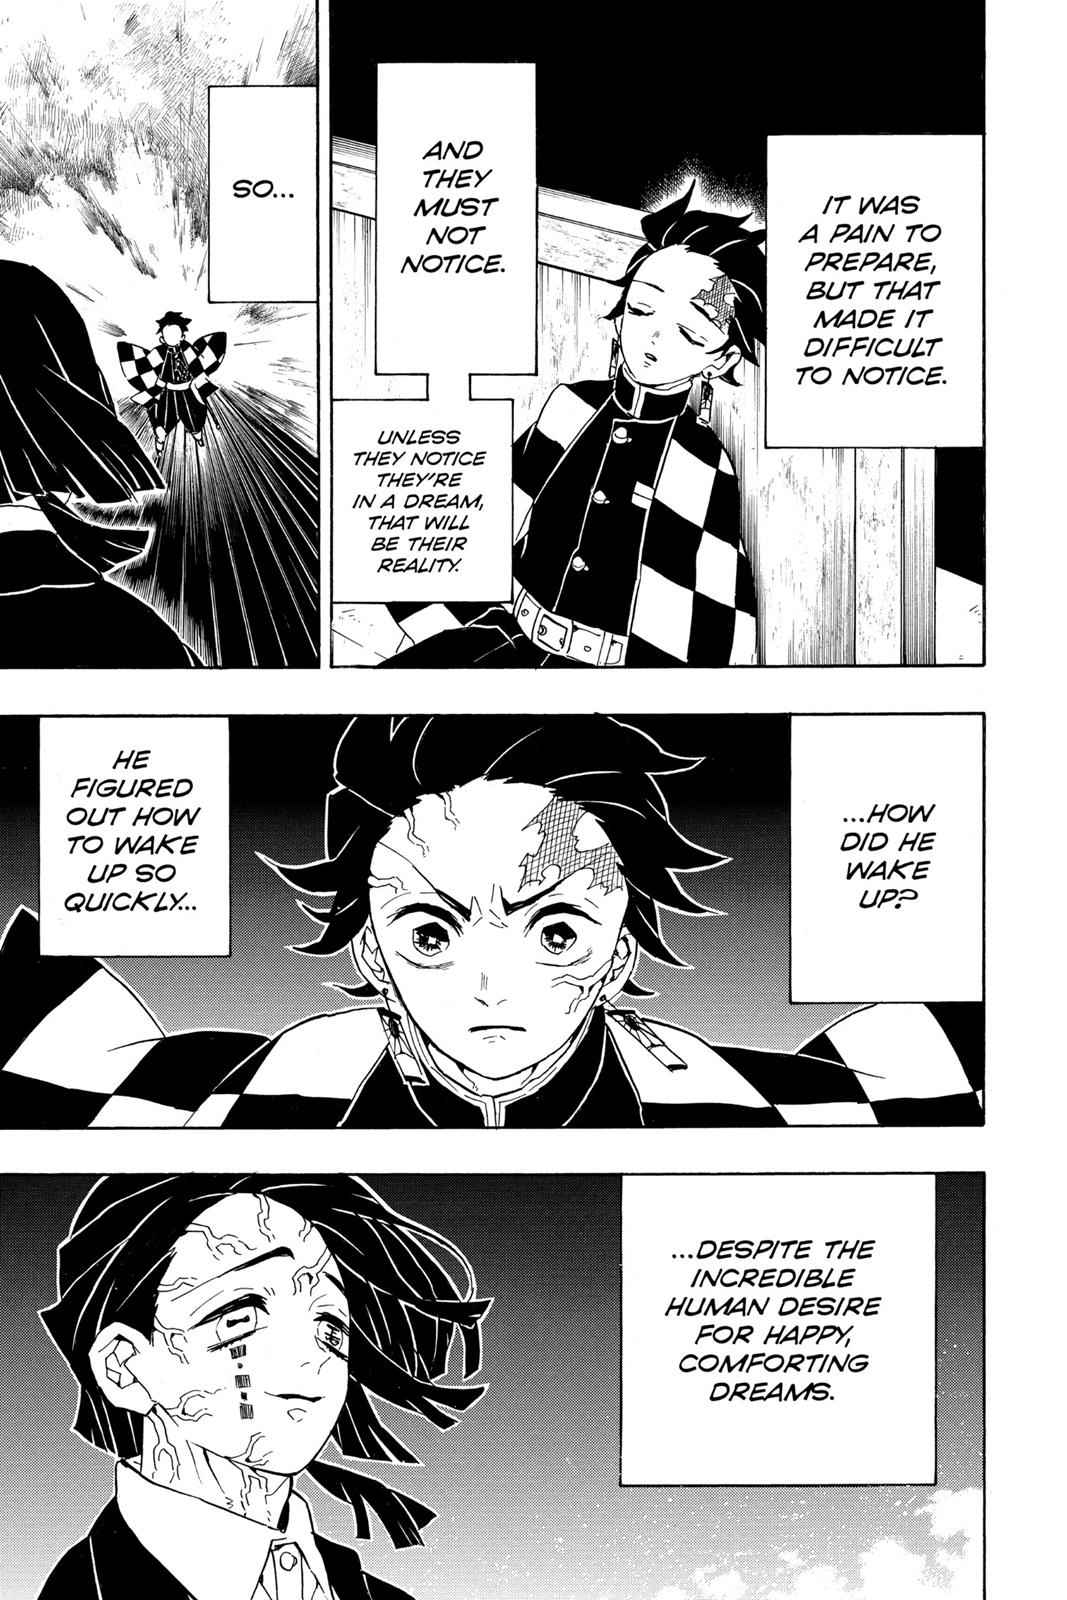 IT WAS
A PAIN TO
PREPARE,
BUT THAT
MADE IT
DIFFICULT
TO NOTICE.
AND
THEY
MUST
NOT
NOTICE.
UNLESS
THEY NOTICE
THEY'RE
IN A DREAM,
THAT WILL
BE THEIR
REALITY.
SO...
...HOW
DID HE
WAKE
UP?
HE
FIGURED
OUT HOW
TO WAKE
UP SO
QUICKLY...
...DESPITE THE
INCREDIBLE
HUMAN DESIRE
FOR HAPPY,
COMFORTING
DREAMS.